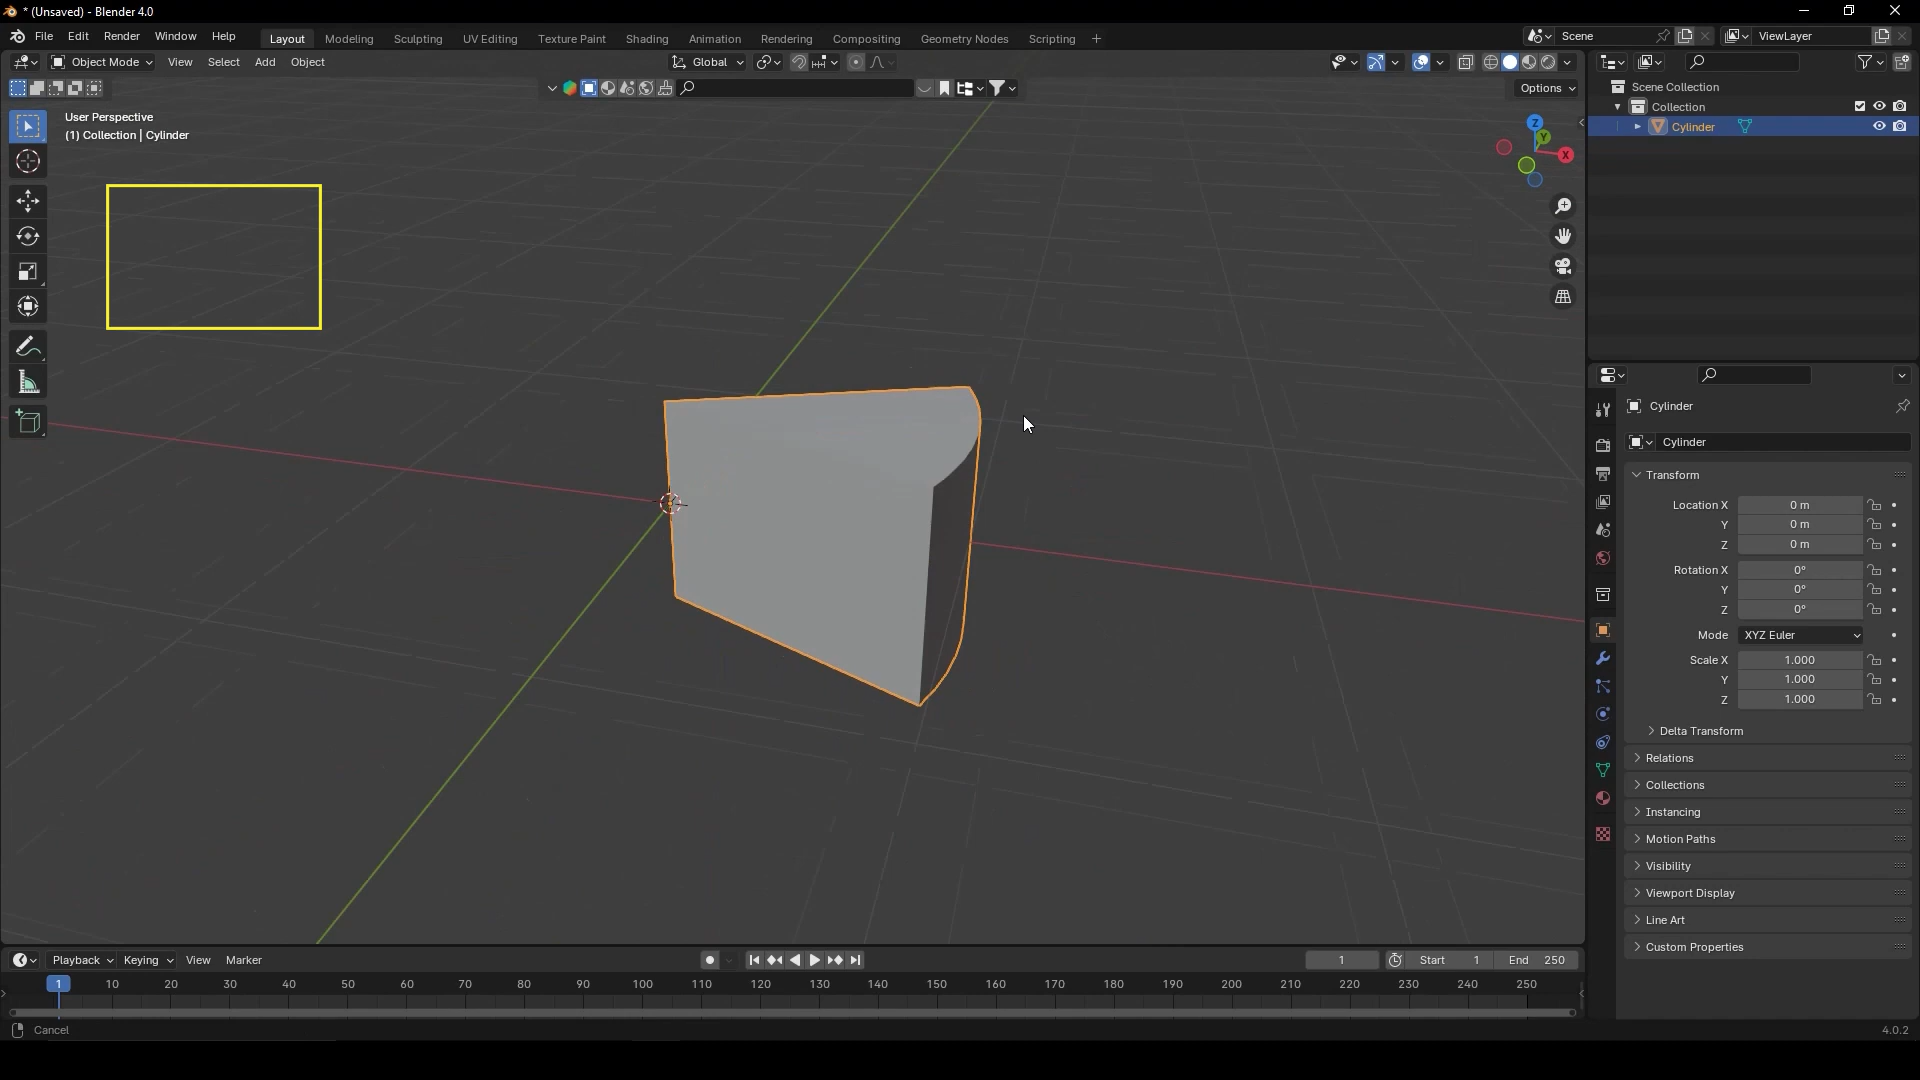 * (Unsaved) - Blender 4.0
File Edit Render Window Help Layout Modeling Sculpting UV Editing Texture Paint Shading Animation Rendering Compositing Geometry Nodes Scripting + Scene ViewLayer
Object Mode View Select Add Object Global
Options
User Perspective
(1) Collection | Cylinder
Z
Y
X
Scene Collection
Collection
Cylinder
Cylinder
Cylinder
Transform
Location X 0 m
Y 0 m
Z 0 m
Rotation X 0°
Y 0°
Z 0°
Mode XYZ Euler
Scale X 1.000
Y 1.000
Z 1.000
Delta Transform
Relations
Collections
Instancing
Motion Paths
Visibility
Viewport Display
Line Art
Custom Properties
Playback Keying View Marker 1 Start 1 End 250
1 10 20 30 40 50 60 70 80 90 100 110 120 130 140 150 160 170 180 190 200 210 220 230 240 250
Cancel 4.0.2